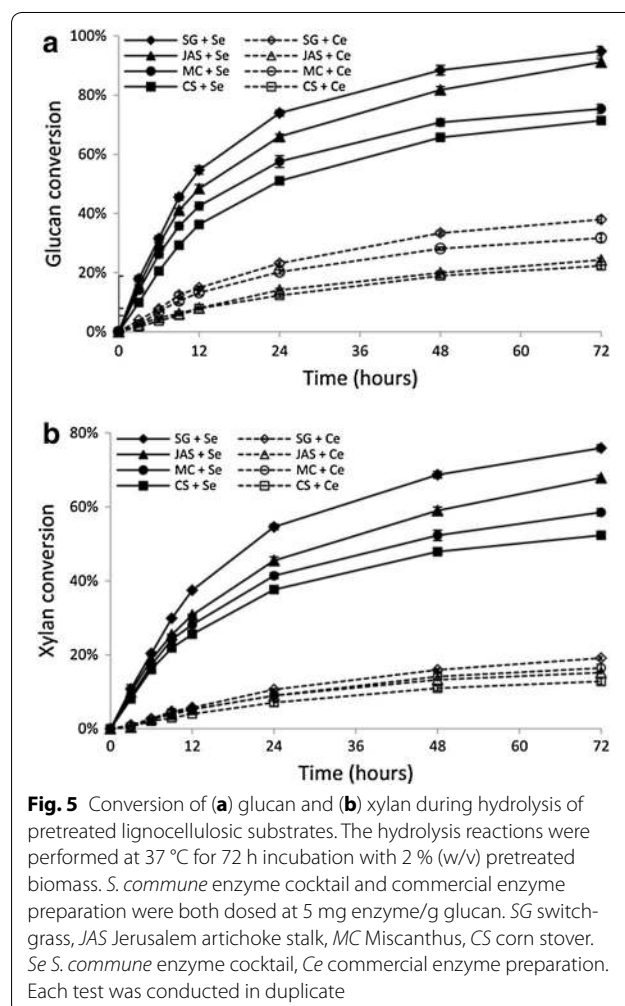 a
SG + Se SG + Ce
JAS + Se JAS + Ce
MC + Se MC + Ce
CS + Se CS + Ce
100%
80%
60%
40%
20%
0%
Glucan conversion
0 12 24 36 48 60 72
Time (hours)
b
SG + Se SG + Ce
JAS + Se JAS + Ce
MC + Se MC + Ce
CS + Se CS + Ce
80%
60%
40%
20%
0%
Xylan conversion
0 12 24 36 48 60 72
Time (hours)
Fig. 5 Conversion of (a) glucan and (b) xylan during hydrolysis of
pretreated lignocellulosic substrates. The hydrolysis reactions were
performed at 37 °C for 72 h incubation with 2 % (w/v) pretreated
biomass. S. commune enzyme cocktail and commercial enzyme
preparation were both dosed at 5 mg enzyme/g glucan. SG switch-
grass, JAS Jerusalem artichoke stalk, MC Miscanthus, CS corn stover.
Se S. commune enzyme cocktail, Ce commercial enzyme preparation.
Each test was conducted in duplicate